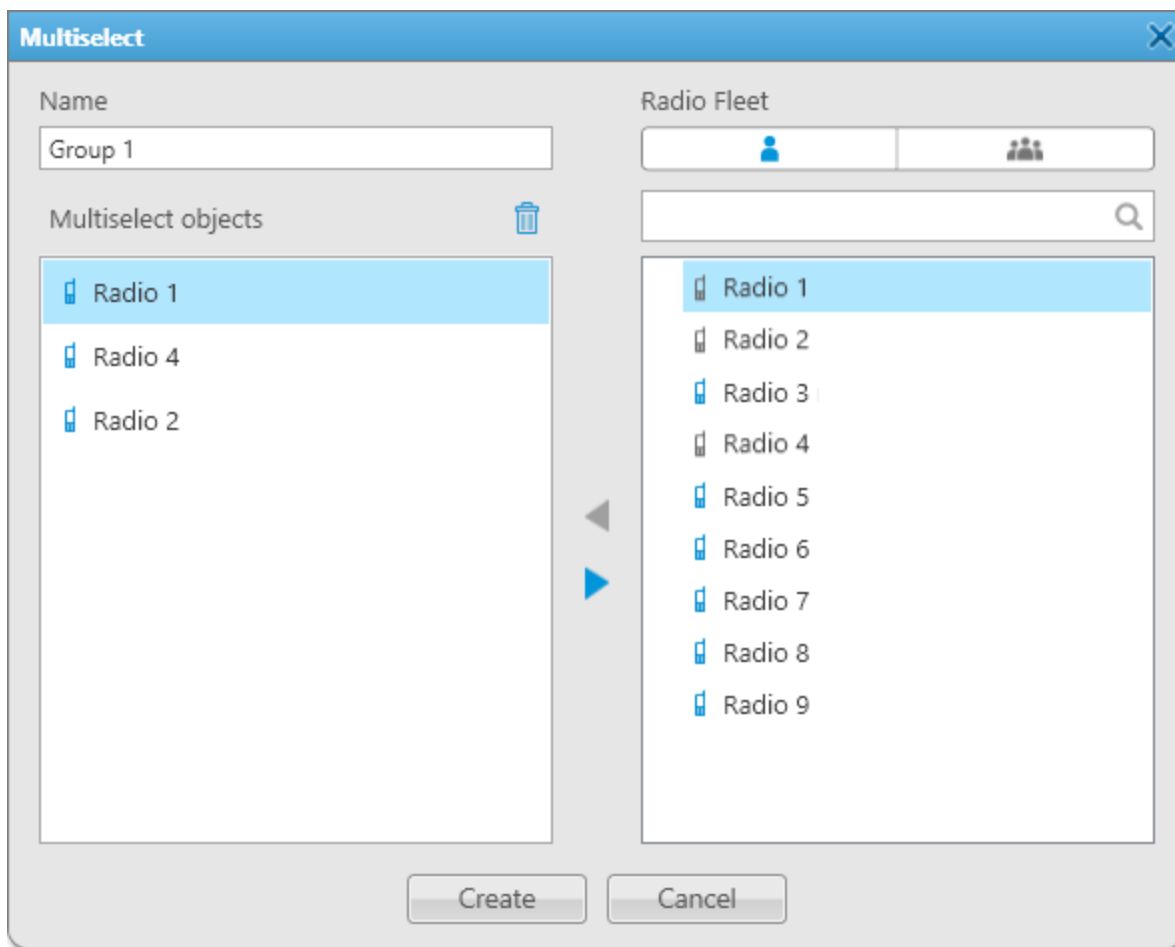 Multiselect
Name
Group 1
Multiselect objects
Radio 1
Radio 4
Radio 2
Radio Fleet
Radio 1
Radio 2
Radio 3
Radio 4
Radio 5
Radio 6
Radio 7
Radio 8
Radio 9
Create
Cancel